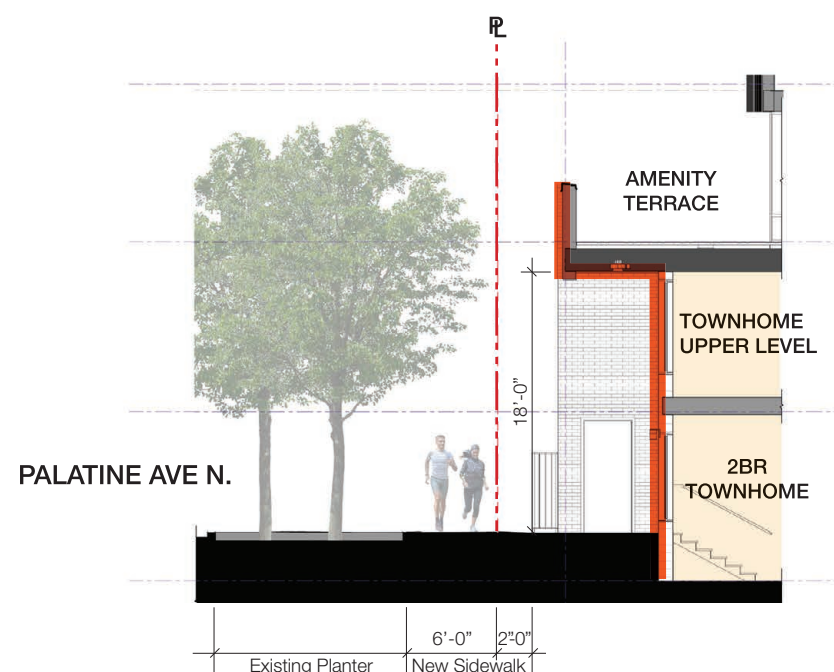 PL
AMENITY
TERRACE
TOWNHOME
UPPER LEVEL
18'-0"
PALATINE AVE N.
2BR
TOWNHOME
6'-0"
2"-0"
Existing Planter
New Sidewalk